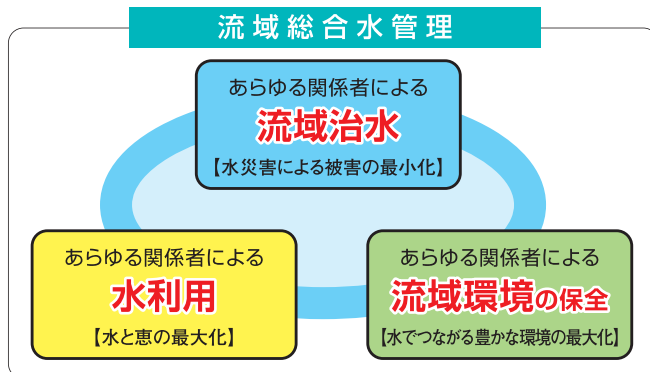 流域総合水管理
あらゆる関係者による
流域治水
【水災害による被害の最小化】
あらゆる関係者による
水利用
【水と恵の最大化】
あらゆる関係者による
流域環境の保全
【水でつながる豊かな環境の最大化】